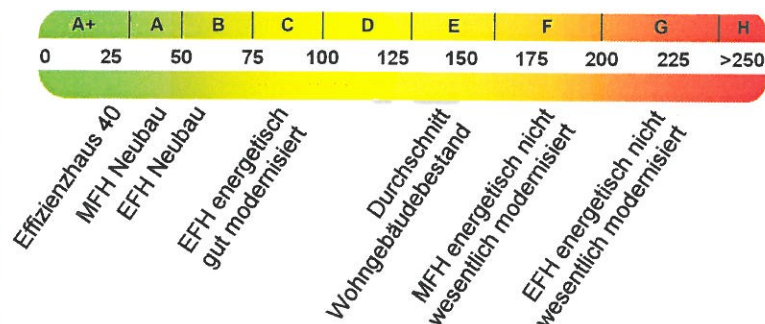 A+ A B C D E F G H
0 25 50 75 100 125 150 175 200 225 >250
Effizienzhaus 40
MFH Neubau
EFH Neubau
EFH energetisch
gut modernisiert
Durchschnitt
Wohngebäudebestand
MFH energetisch nicht
wesentlich modernisiert
EFH energetisch nicht
wesentlich modernisiert